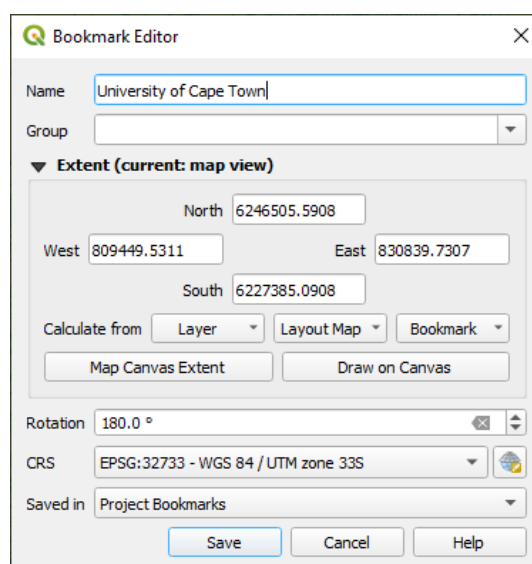 Bookmark Editor
Name University of Cape Town
Group
Extent (current: map view)
North 6246505.5908
West 809449.5311 East 830839.7307
South 6227385.0908
Calculate from Layer Layout Map Bookmark
Map Canvas Extent Draw on Canvas
Rotation 180.0 °
CRS EPSG:32733 - WGS 84 / UTM zone 33S
Saved in Project Bookmarks
Save Cancel Help